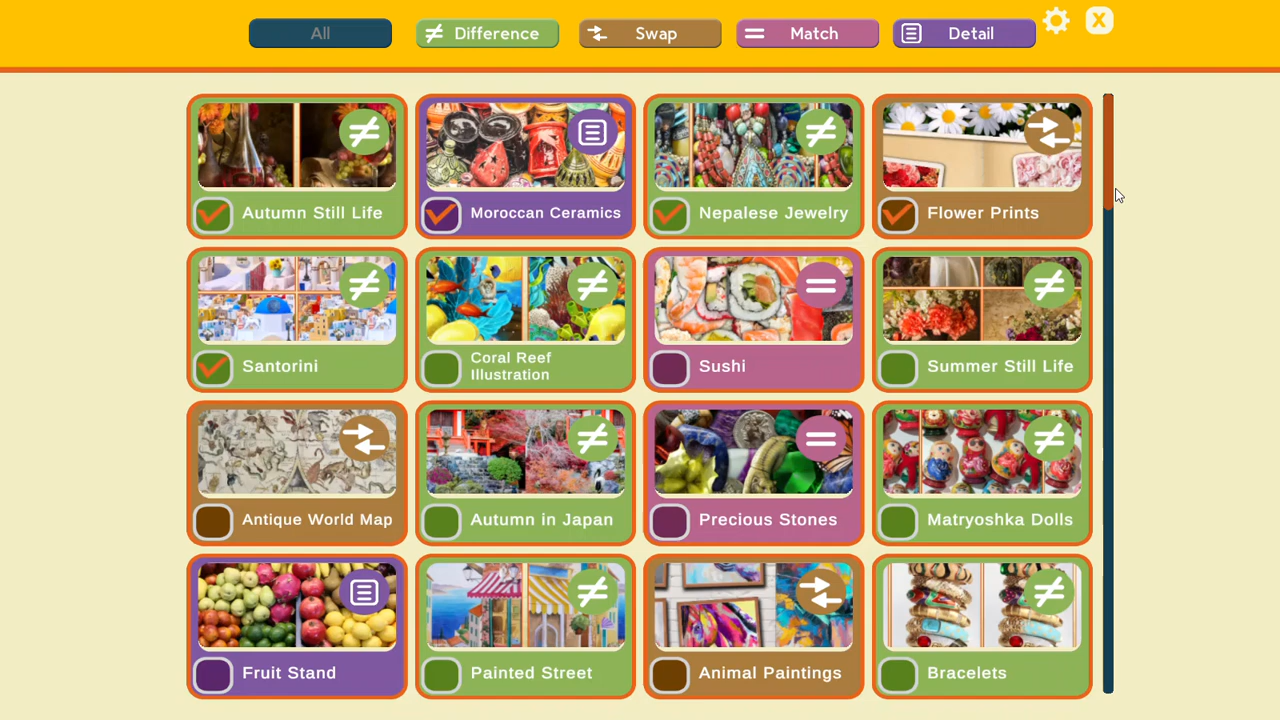 All
Difference
Swap
Match
Detail
X
Autumn Still Life
Moroccan Ceramics
Nepalese Jewelry
Flower Prints
Santorini
Coral Reef
Illustration
Sushi
Summer Still Life
Antique World Map
Autumn in Japan
Precious Stones
Matryoshka Dolls
Fruit Stand
Painted Street
Animal Paintings
Bracelets